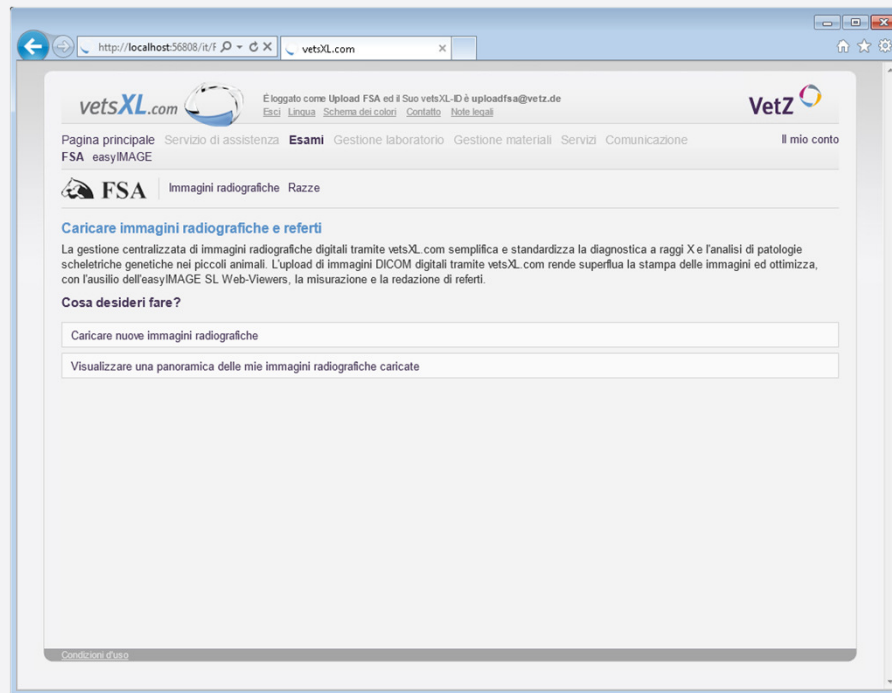 http://localhost:56808/it/F
vetsXL.com
vetsXL.com
È loggato come Upload FSA ed il Suo vetsXL-ID è uploadfsa@vetz.de
Esci Lingua Schema dei colori Contatto Note legali
VetZ
Pagina principale Servizio di assistenza Esami Gestione laboratorio Gestione materiali Servizi Comunicazione Il mio conto
FSA easyIMAGE
FSA Immagini radiografiche Razze
Caricare immagini radiografiche e referti
La gestione centralizzata di immagini radiografiche digitali tramite vetsXL.com semplifica e standardizza la diagnostica a raggi X e l'analisi di patologie
scheletriche genetiche nei piccoli animali. L'upload di immagini DICOM digitali tramite vetsXL.com rende superflua la stampa delle immagini ed ottimizza,
con l'ausilio dell'easyIMAGE SL Web-Viewers, la misurazione e la redazione di referti.
Cosa desideri fare?
Caricare nuove immagini radiografiche
Visualizzare una panoramica delle mie immagini radiografiche caricate
Condizioni d'uso